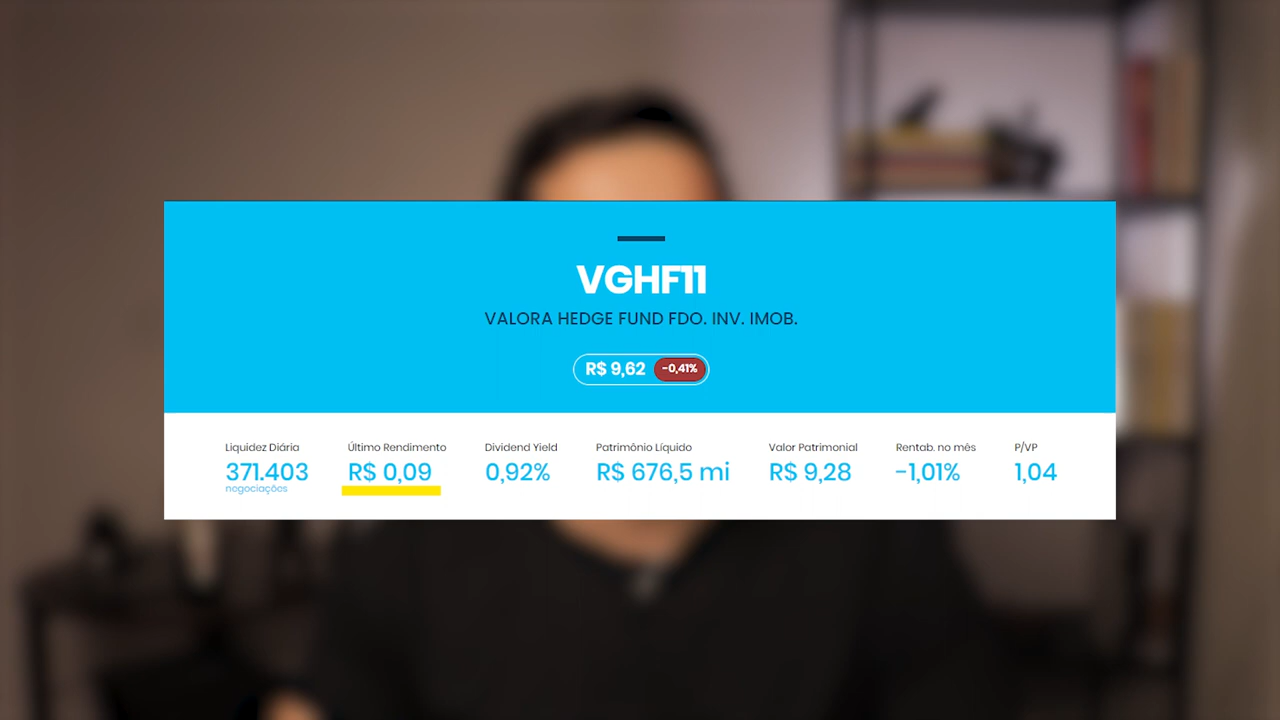 VGHF11
VALORA HEDGE FUND FDO. INV. IMOB.
R$ 9,62 -0,41%
Liquidez Diária Último Rendimento Dividend Yield Patrimônio Líquido Valor Patrimonial Rentab. no mês P/VP
371.403 R$ 0,09 0,92% R$ 676,5 mi R$ 9,28 -1,01% 1,04
negociações